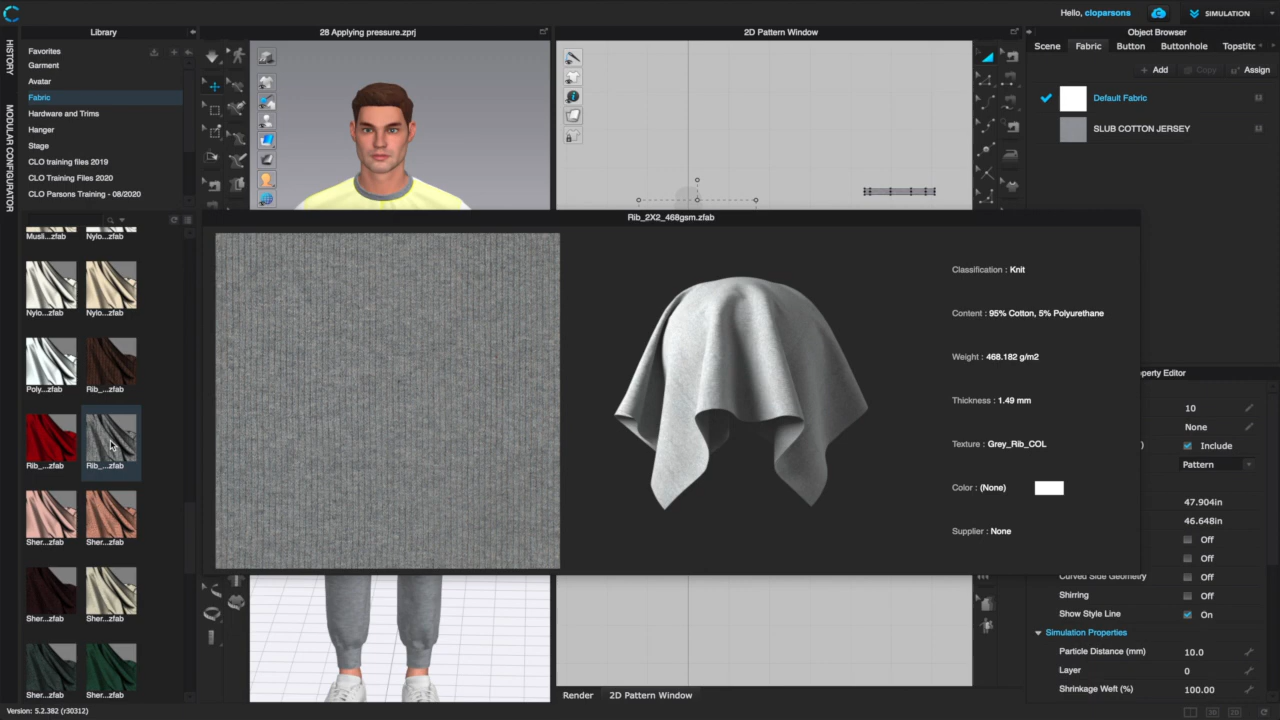 Hello, cloparsons
SIMULATION
Library
28 Applying pressure.zprj
2D Pattern Window
Object Browser
HISTORY
MODULAR CONFIGURATOR
Favorites
Garment
Avatar
Fabric
Hardware and Trims
Hanger
Stage
CLO training files 2019
CLO Training Files 2020
CLO Parsons Training - 08/2020
Scene
Fabric
Button
Buttonhole
Topstitc
+ Add
Copy
Assign
Default Fabric
SLUB COTTON JERSEY
Musli...zfab
Nylo...zfab
Nylo...zfab
Nylo...zfab
Poly...zfab
Rib_...zfab
Rib_...zfab
Rib_...zfab
Sher...zfab
Sher...zfab
Sher...zfab
Sher...zfab
Sher...zfab
Sher...zfab
Rib_2X2_468gsm.zfab
Classification : Knit
Content : 95% Cotton, 5% Polyurethane
Weight : 468.182 g/m2
Thickness : 1.49 mm
Texture : Grey_Rib_COL
Color : (None)
Supplier : None
operty Editor
10
None
Include
Pattern
47.904in
46.648in
Off
Off
Curved Side Geometry
Off
Shirring
Off
Show Style Line
On
Simulation Properties
Particle Distance (mm)
10.0
Layer
0
Shrinkage Weft (%)
100.00
Render
2D Pattern Window
Version: 5.2.382 (r30312)